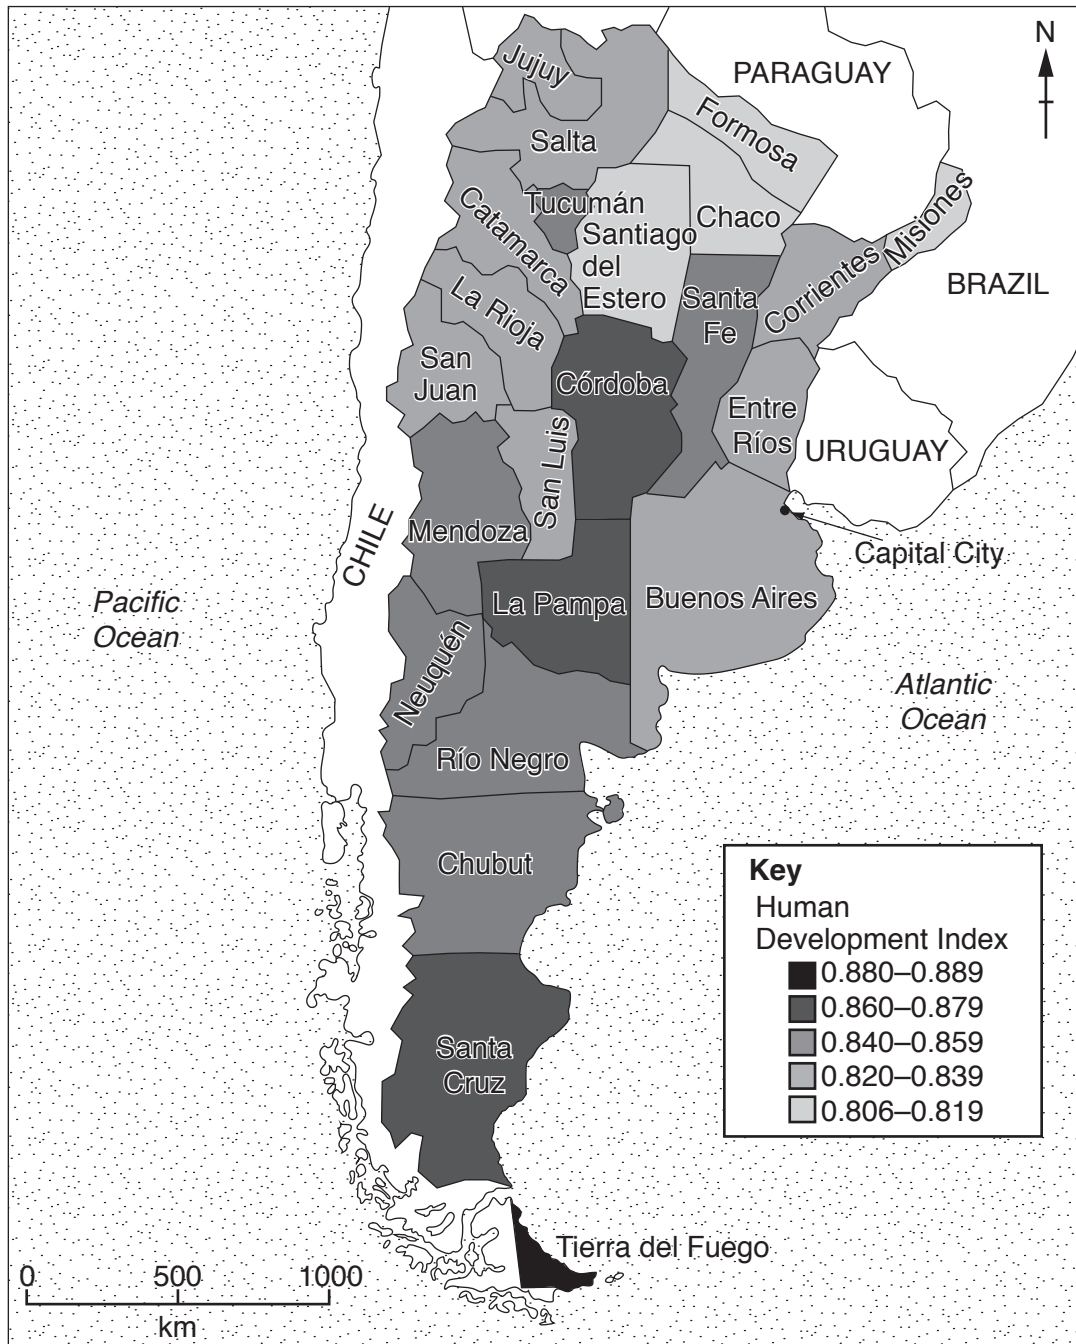 N
PARAGUAY
Jujuy
Formosa
Salta
Misiones
Tucumán
Catamarca
Chaco
Santiago
del
Estero
Corrientes
BRAZIL
La Rioja
Santa
Fe
San
Juan
Córdoba
Entre
Ríos
San Luis
URUGUAY
CHILE
Mendoza
Capital City
Pacific
Ocean
La Pampa
Buenos Aires
Neuquén
Atlantic
Ocean
Río Negro
Chubut
Key
Human
Development Index
0.880–0.889
0.860–0.879
0.840–0.859
0.820–0.839
0.806–0.819
Santa
Cruz
Tierra del Fuego
0 500 1000
km